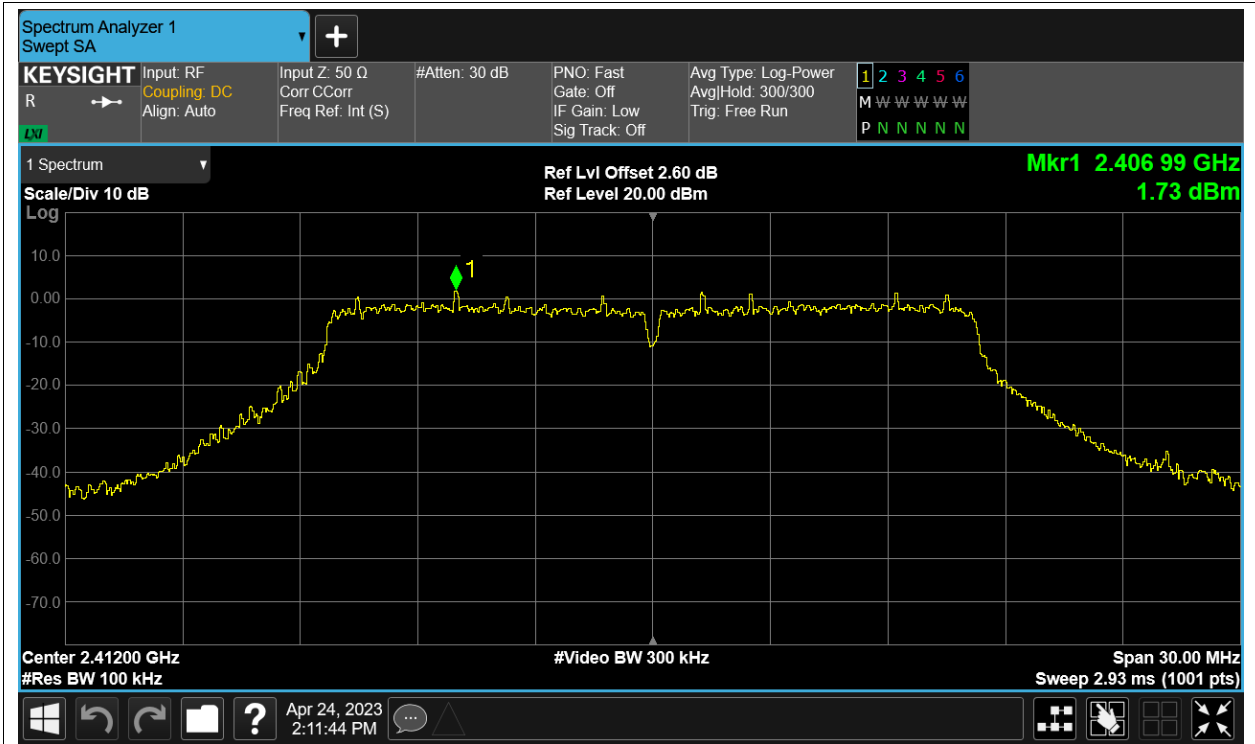 Spectrum Analyzer 1
Swept SA
KEYSIGHT
R
LXI
Input: RF
Coupling: DC
Align: Auto
Input Z: 50 Ω
Corr CCorr
Freq Ref: Int (S)
#Atten: 30 dB
PNO: Fast
Gate: Off
IF Gain: Low
Sig Track: Off
Avg Type: Log-Power
Avg|Hold: 300/300
Trig: Free Run
1 2 3 4 5 6
M W W W W W
P N N N N N
1 Spectrum
Scale/Div 10 dB
Log
Ref Lvl Offset 2.60 dB
Ref Level 20.00 dBm
Mkr1 2.406 99 GHz
1.73 dBm
1
10.0
0.00
-10.0
-20.0
-30.0
-40.0
-50.0
-60.0
-70.0
Center 2.41200 GHz
#Res BW 100 kHz
#Video BW 300 kHz
Span 30.00 MHz
Sweep 2.93 ms (1001 pts)
?
Apr 24, 2023
2:11:44 PM